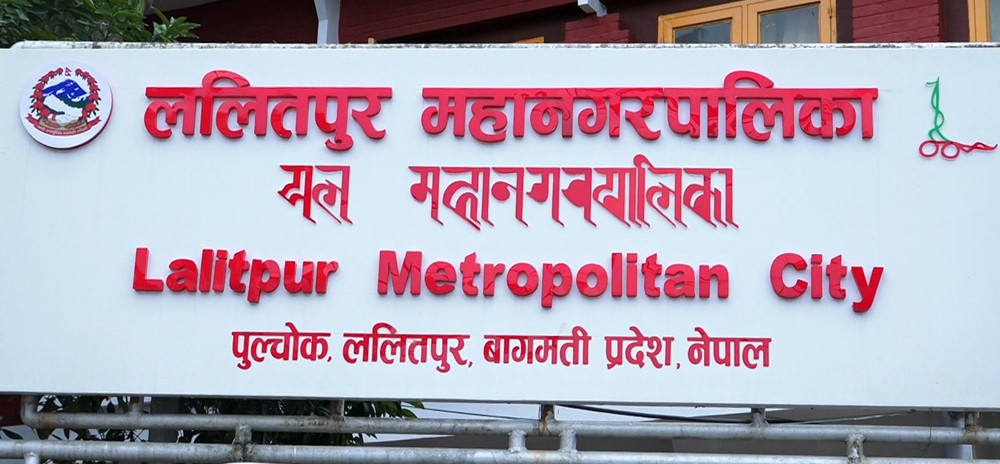 ललितपुर महानगरपालिका
𑐫𑐮 𑐩𑐴𑐵𑐣𑐐𑐬𑐥𑐵𑐮𑐶𑐎𑐵
Lalitpur Metropolitan City
पुल्चोक, ललितपुर, बागमती प्रदेश, नेपाल